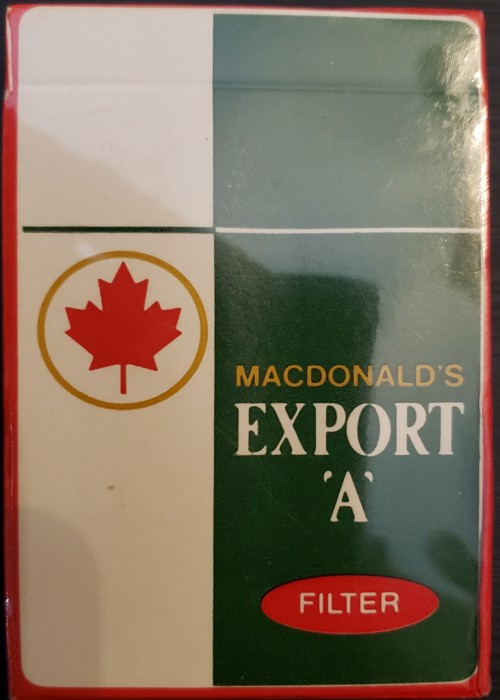 MACDONALD'S
EXPORT
'A'
FILTER